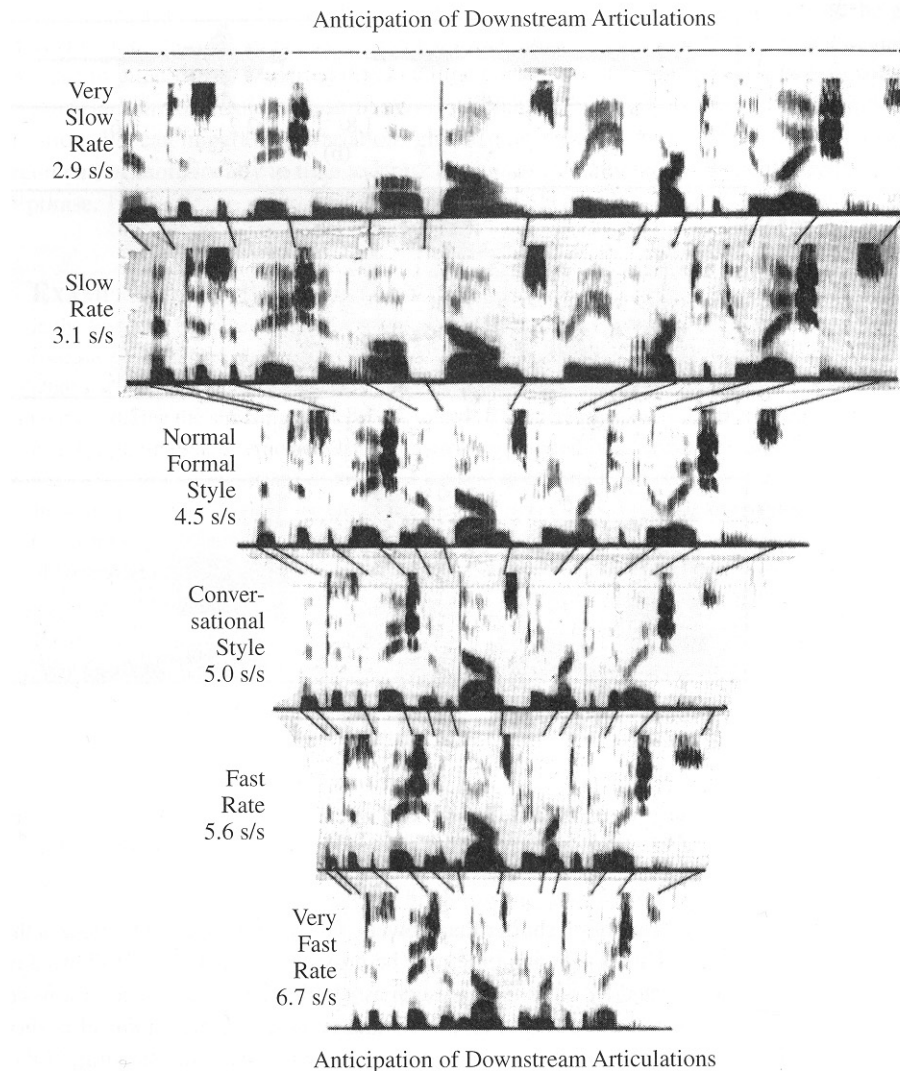 Anticipation of Downstream Articulations
Very
Slow
Rate
2.9 s/s
Slow
Rate
3.1 s/s
Normal
Formal
Style
4.5 s/s
Conver-
sational
Style
5.0 s/s
Fast
Rate
5.6 s/s
Very
Fast
Rate
6.7 s/s
Anticipation of Downstream Articulations